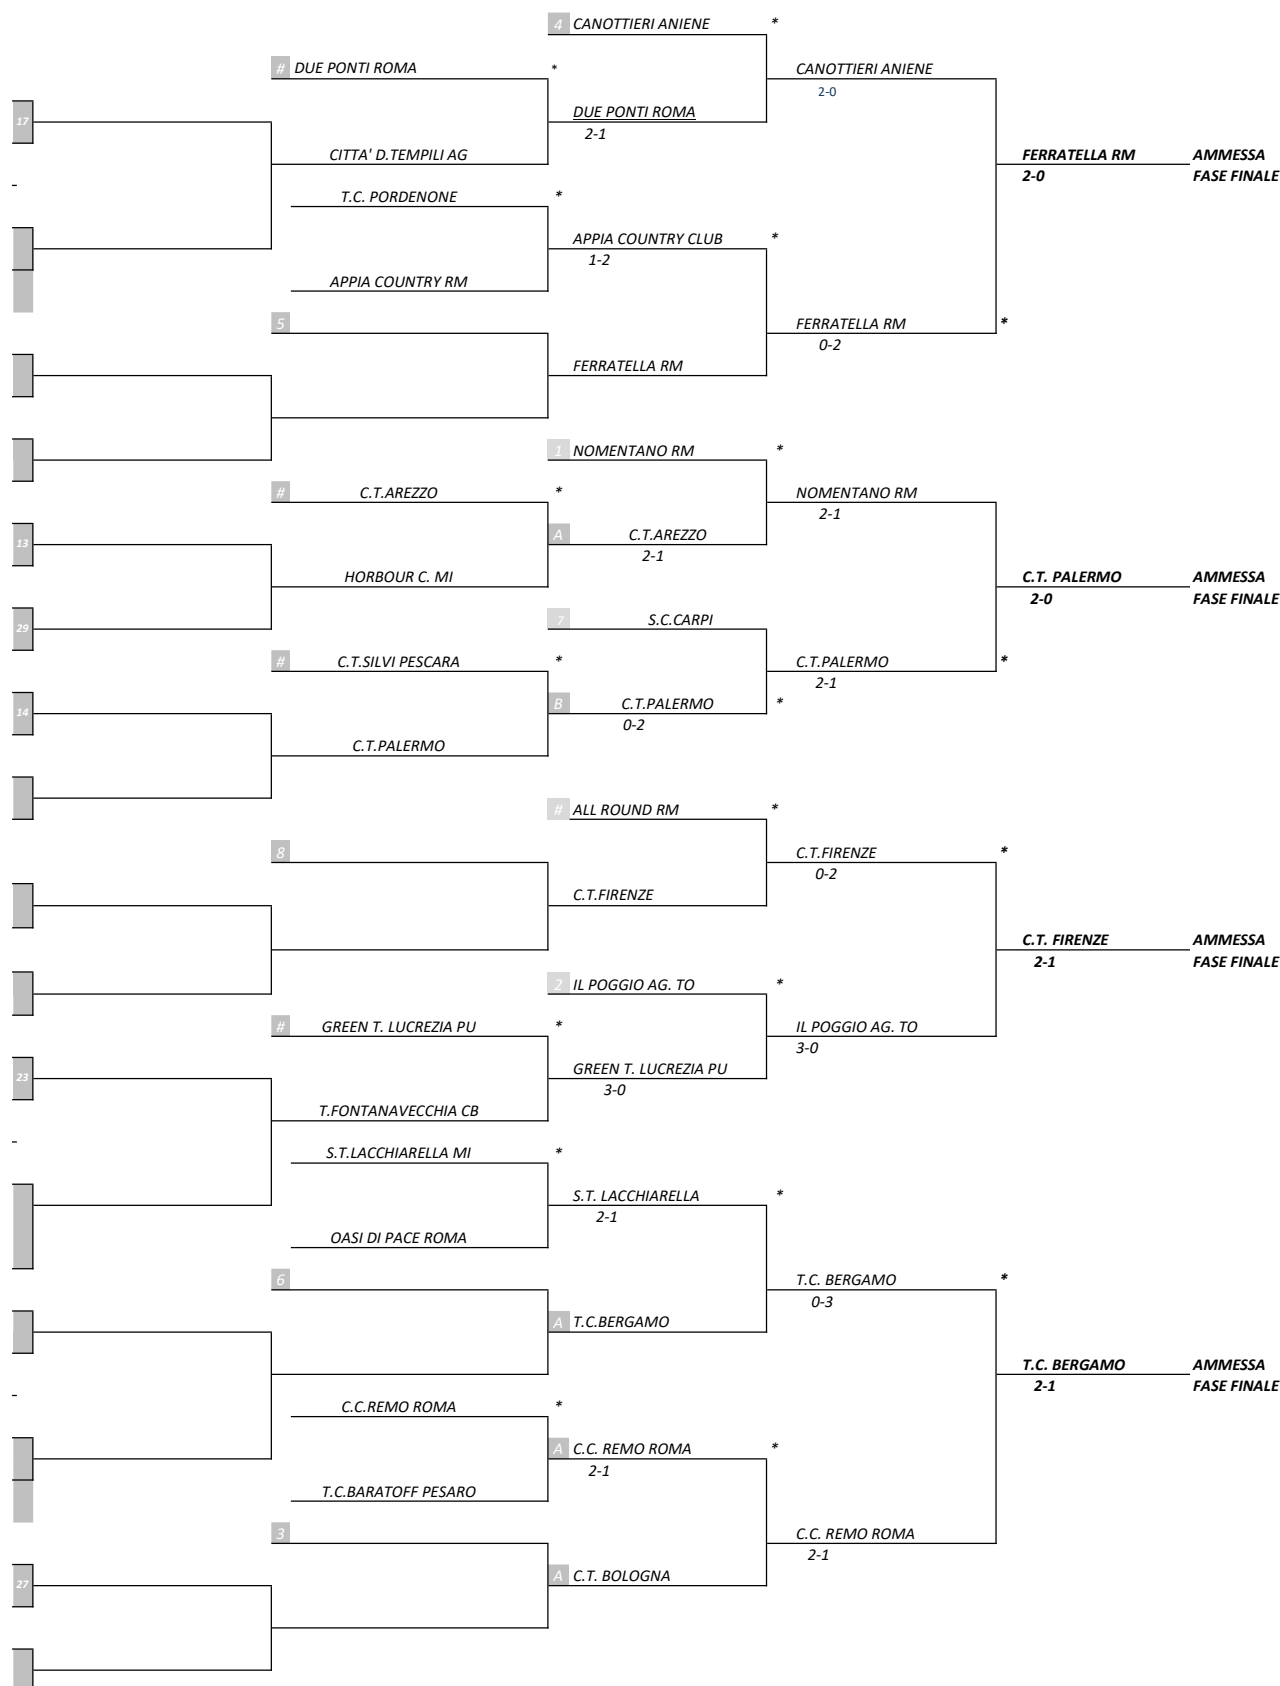 4 CANOTTIERI ANIENE *
# DUE PONTI ROMA * CANOTTIERI ANIENE
2-0
17 DUE PONTI ROMA
2-1
CITTA' D.TEMPILI AG FERRATELLA RM AMMESSA
- 2-0 FASE FINALE
T.C. PORDENONE *
APPIA COUNTRY CLUB *
1-2
APPIA COUNTRY RM
5 FERRATELLA RM *
0-2
FERRATELLA RM
1 NOMENTANO RM *
# C.T.AREZZO * NOMENTANO RM
2-1
13 A C.T.AREZZO
2-1
HORBOUR C. MI C.T. PALERMO AMMESSA
2-0 FASE FINALE
29 7 S.C.CARPI
# C.T.SILVI PESCARA * C.T.PALERMO *
2-1
14 B C.T.PALERMO *
0-2
C.T.PALERMO
# ALL ROUND RM *
8 C.T.FIRENZE *
0-2
C.T.FIRENZE
C.T. FIRENZE AMMESSA
2-1 FASE FINALE
2 IL POGGIO AG. TO *
# GREEN T. LUCREZIA PU * IL POGGIO AG. TO
3-0
23 GREEN T. LUCREZIA PU
3-0
T.FONTANAVECCHIA CB
-
S.T.LACCHIARELLA MI *
S.T. LACCHIARELLA *
2-1
OASI DI PACE ROMA
6 T.C. BERGAMO *
0-3
A T.C.BERGAMO
T.C. BERGAMO AMMESSA
- 2-1 FASE FINALE
C.C.REMO ROMA *
A C.C. REMO ROMA *
2-1
T.C.BARATOFF PESARO
3 C.C. REMO ROMA
2-1
27 A C.T. BOLOGNA